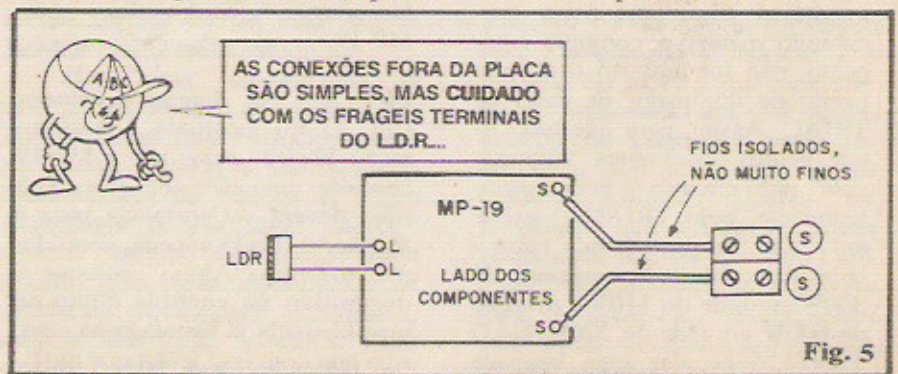 ABC
AS CONEXÕES FORA DA PLACA
SÃO SIMPLES, MAS CUIDADO
COM OS FRÁGEIS TERMINAIS
DO L.D.R...
FIOS ISOLADOS,
NÃO MUITO FINOS
MP-19
S
S
LDR
L
L
LADO DOS
COMPONENTES
S
S
Fig. 5